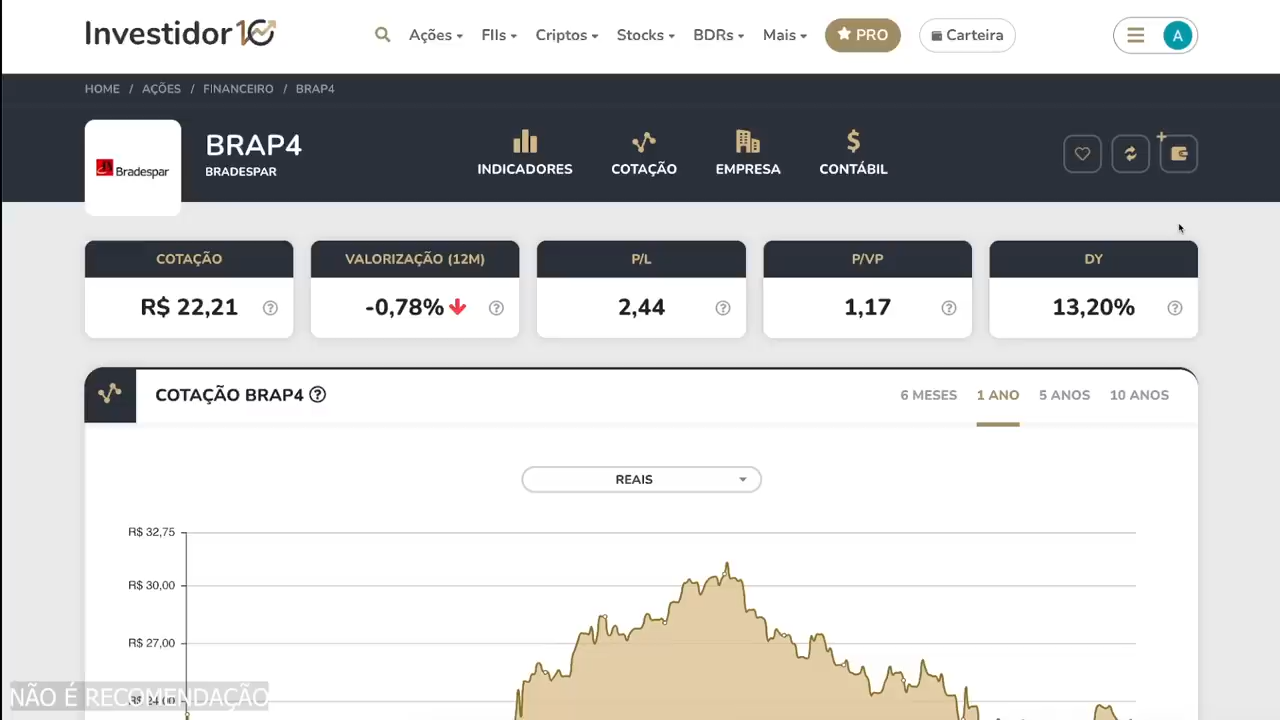 Investidor10
Ações
FIIs
Criptos
Stocks
BDRs
Mais
PRO
Carteira
A
HOME / AÇÕES / FINANCEIRO / BRAP4
Bradespar
BRAP4
BRADESPAR
INDICADORES
COTAÇÃO
EMPRESA
CONTÁBIL
COTAÇÃO
R$ 22,21
VALORIZAÇÃO (12M)
-0,78%
P/L
2,44
P/VP
1,17
DY
13,20%
COTAÇÃO BRAP4
6 MESES
1 ANO
5 ANOS
10 ANOS
REAIS
R$ 32,75
R$ 30,00
R$ 27,00
R$ 24,00
NÃO É RECOMENDAÇÃO